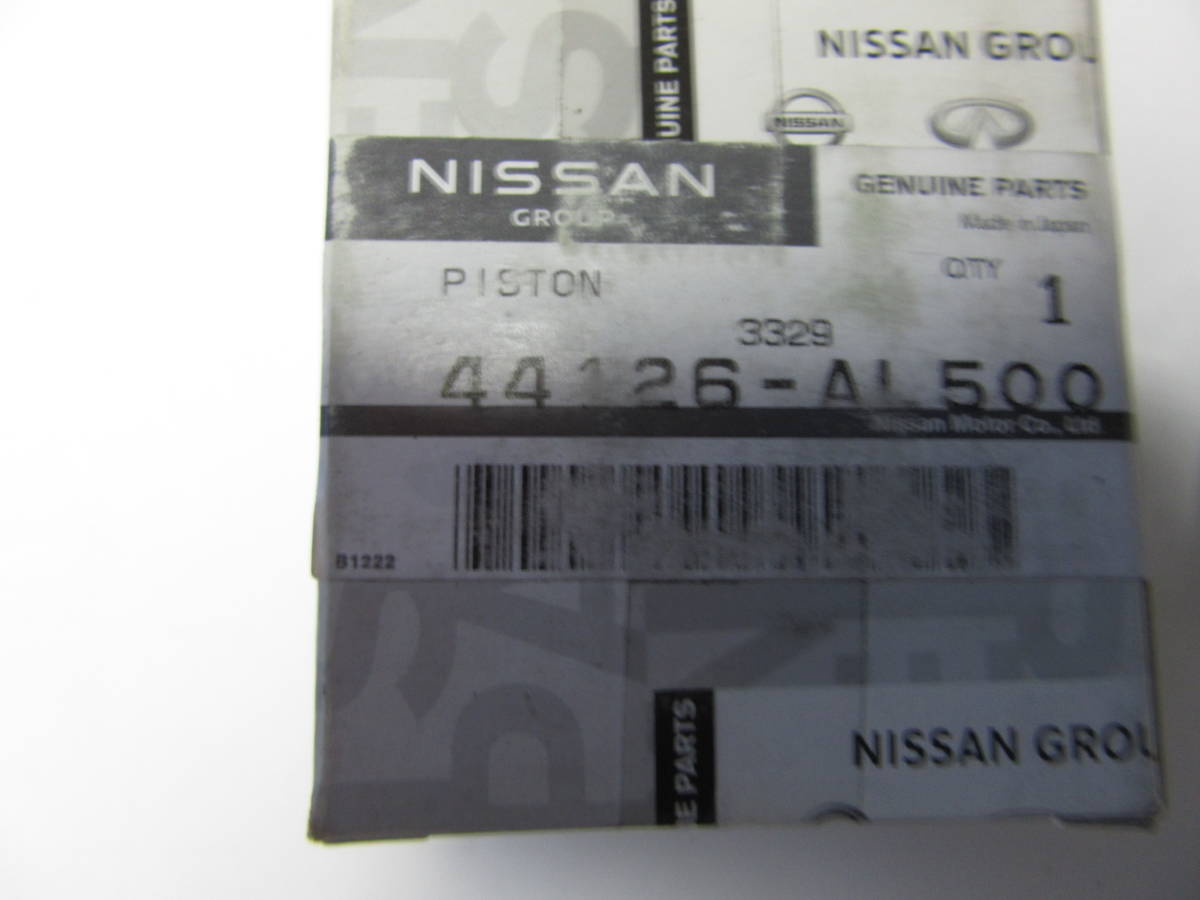 UINE PARTS
NISSAN GROU
NISSAN
NISSAN
GROUP
GENUINE PARTS
Made in Japan
PISTON
QTY 1
3329
44126-AL500
Nissan Motor Co., Ltd.
B1222
E PARTS
NISSAN GROU